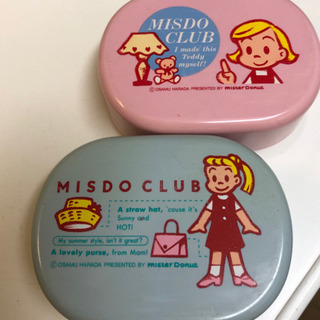 MISDO
CLUB
I made this
Teddy
myself!
©OSAMU HARADA PRESENTED BY mister Donut
MISDO CLUB
A straw hat, 'cause it's
Sunny and
HOT!
My summer style, isn't it great?
A lovely purse, from Mom!
©OSAMU HARADA PRESENTED BY mister Donut